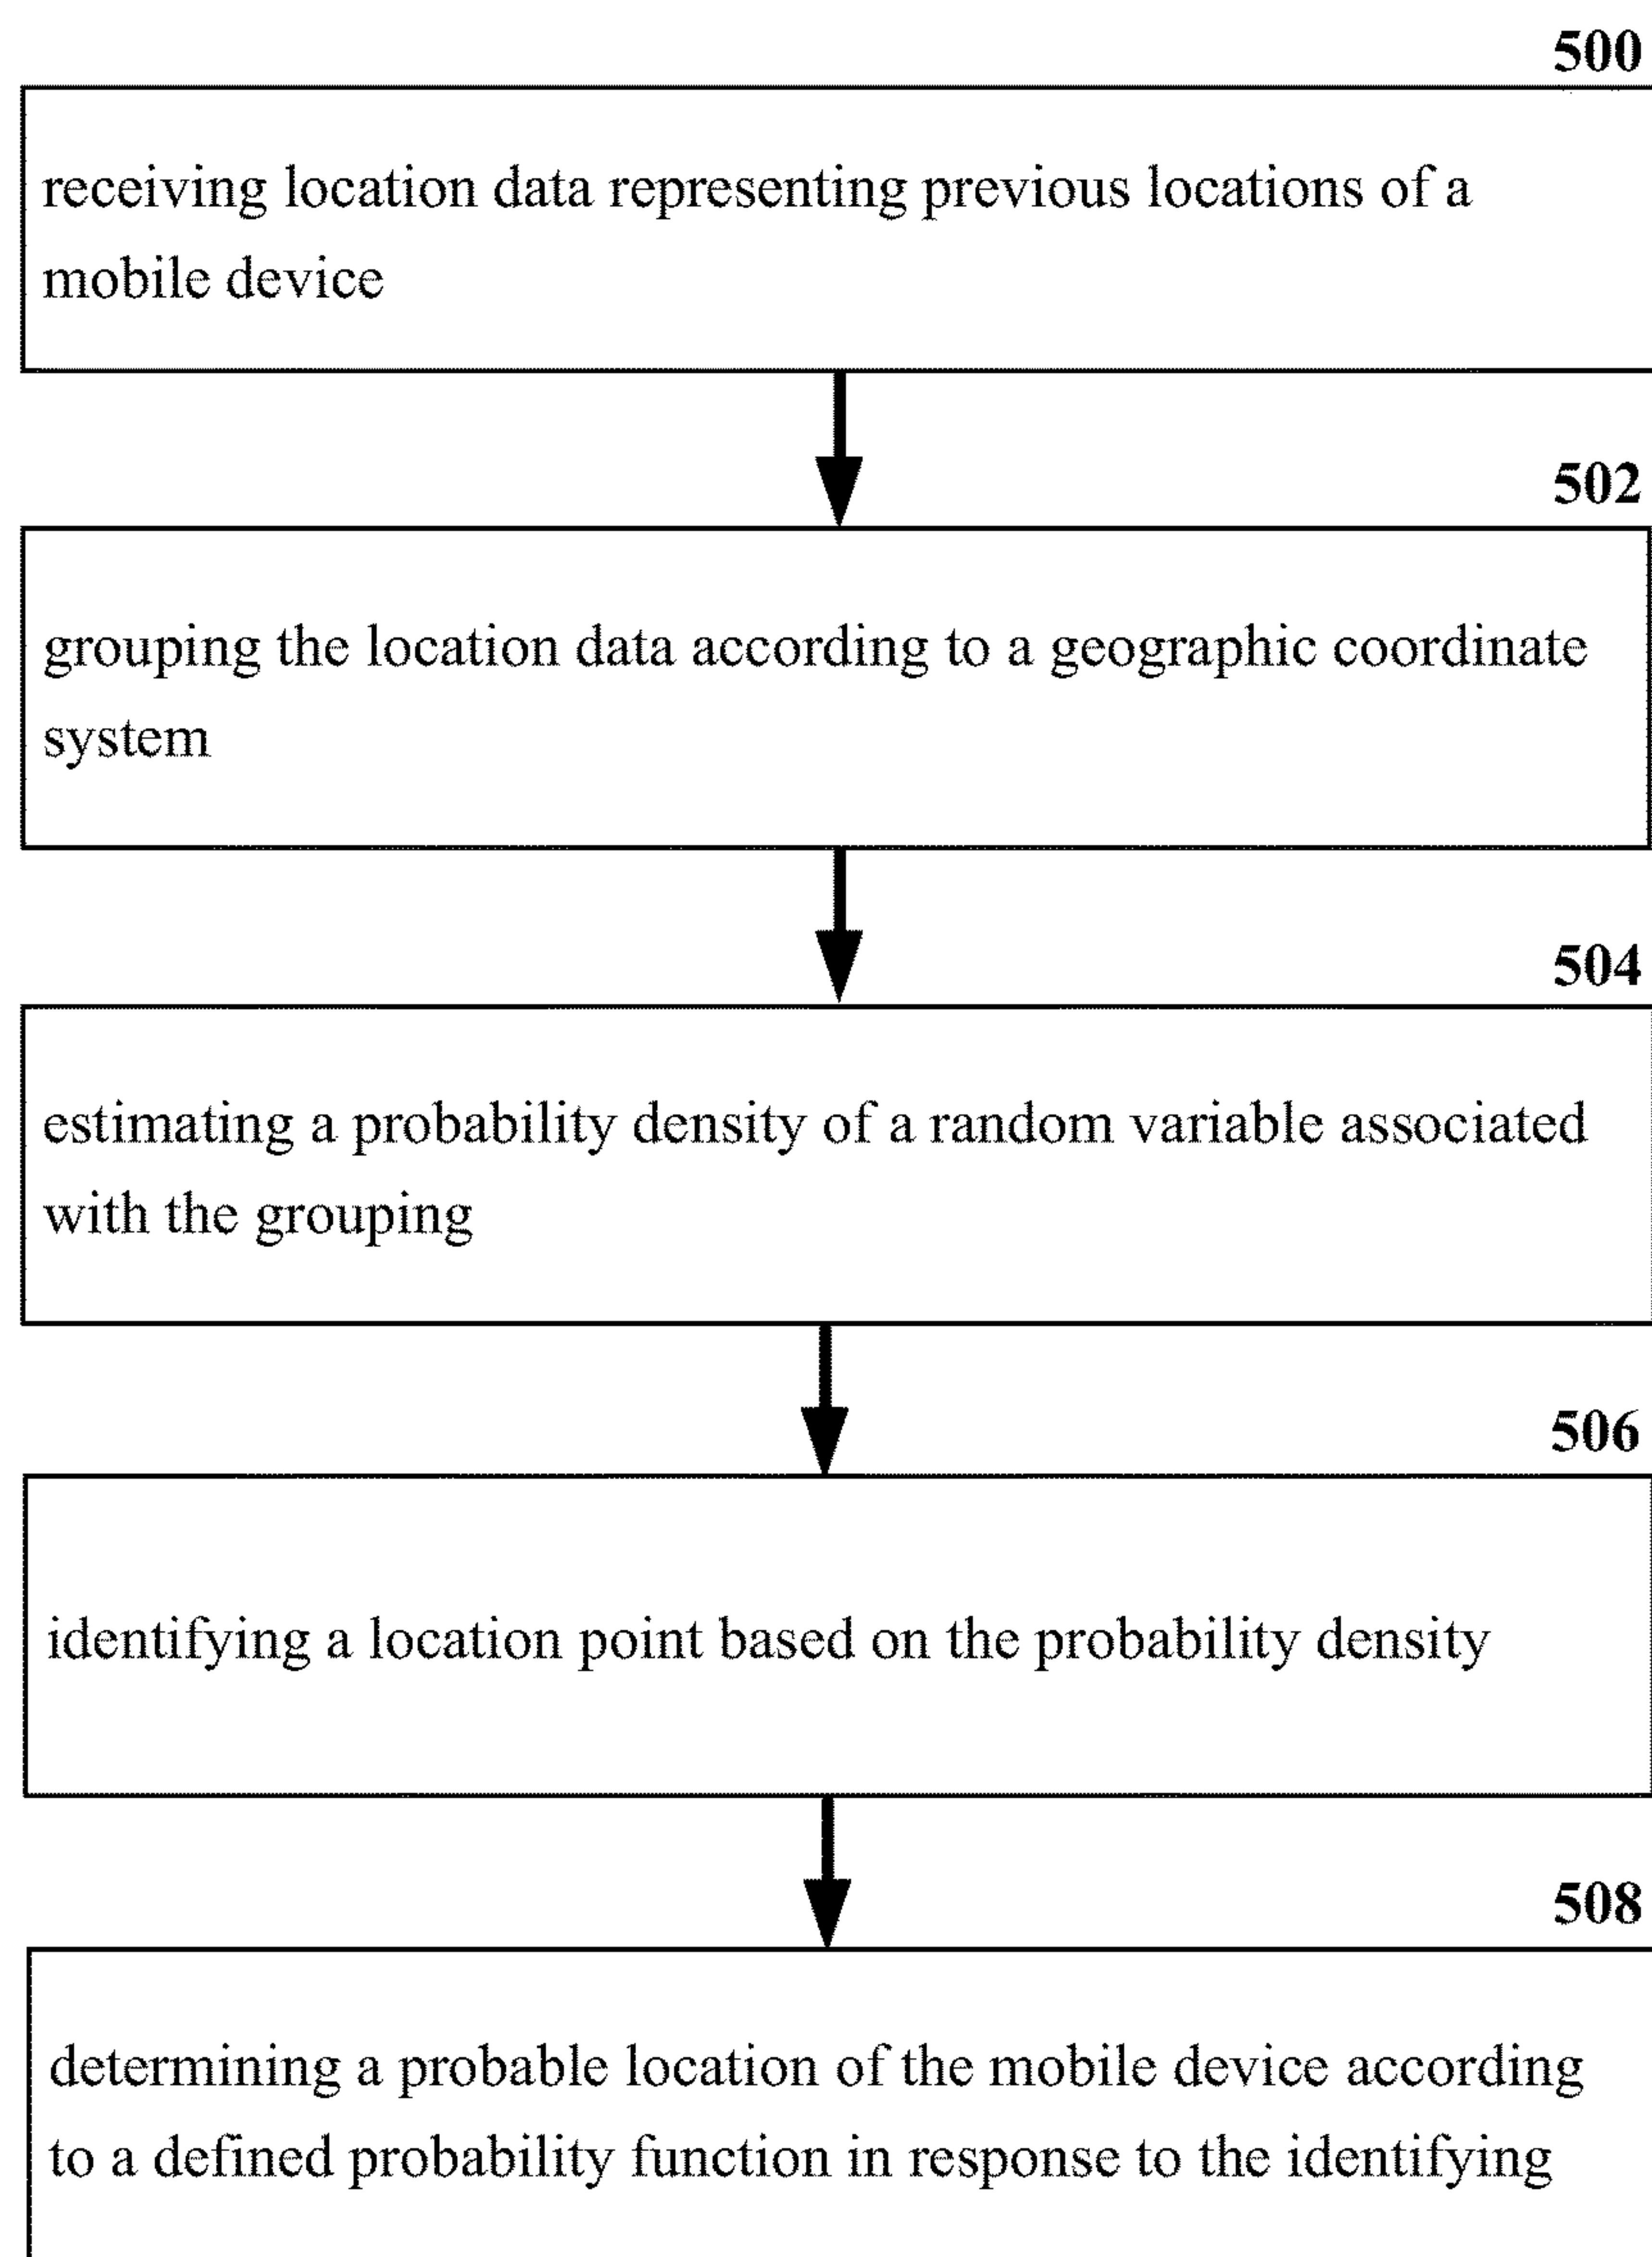 500
receiving location data representing previous locations of a
mobile device
502
grouping the location data according to a geographic coordinate
system
504
estimating a probability density of a random variable associated
with the grouping
506
identifying a location point based on the probability density
508
determining a probable location of the mobile device according
to a defined probability function in response to the identifying